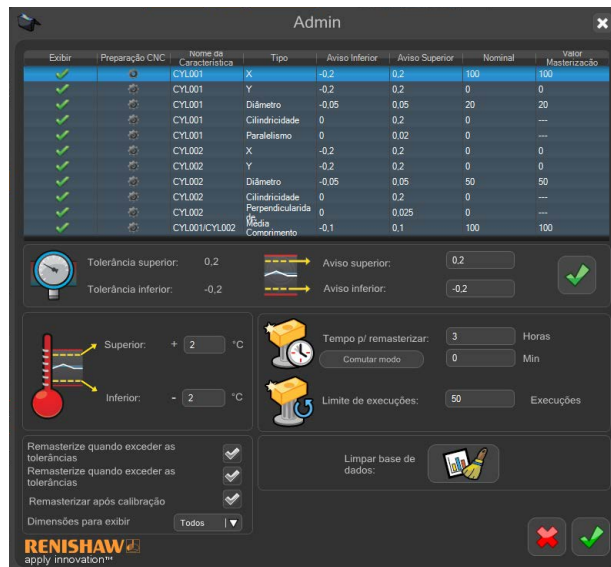 Admin
Exibir Preparação CNC Nome da Característica Tipo Aviso Inferior Aviso Superior Nominal Valor Masterização
CYL001 X -0,2 0,2 100 100
CYL001 Y -0,2 0,2 0 0
CYL001 Diâmetro -0,05 0,05 20 20
CYL001 Cilindricidade 0 0,2 0 ---
CYL001 Paralelismo 0 0,02 0 ---
CYL002 X -0,2 0,2 0 0
CYL002 Y -0,2 0,2 0 0
CYL002 Diâmetro -0,05 0,05 50 50
CYL002 Cilindricidade 0 0,2 0 ---
CYL002 Perpendicularida de 0 0,025 0 ---
CYL001/CYL002 Média Comprimento -0,1 0,1 100 100
Tolerância superior: 0,2 Aviso superior: 0,2
Tolerância inferior: -0,2 Aviso inferior: -0,2
Superior: + 2 °C
Inferior: - 2 °C
Tempo p/ remasterizar: 3 Horas
Comutar modo 0 Min
Limite de execuções: 50 Execuções
Remasterize quando exceder as
tolerâncias
Remasterize quando exceder as
tolerâncias
Remasterizar após calibração
Dimensões para exibir Todos
Limpar base de
dados:
RENISHAW
apply innovation™